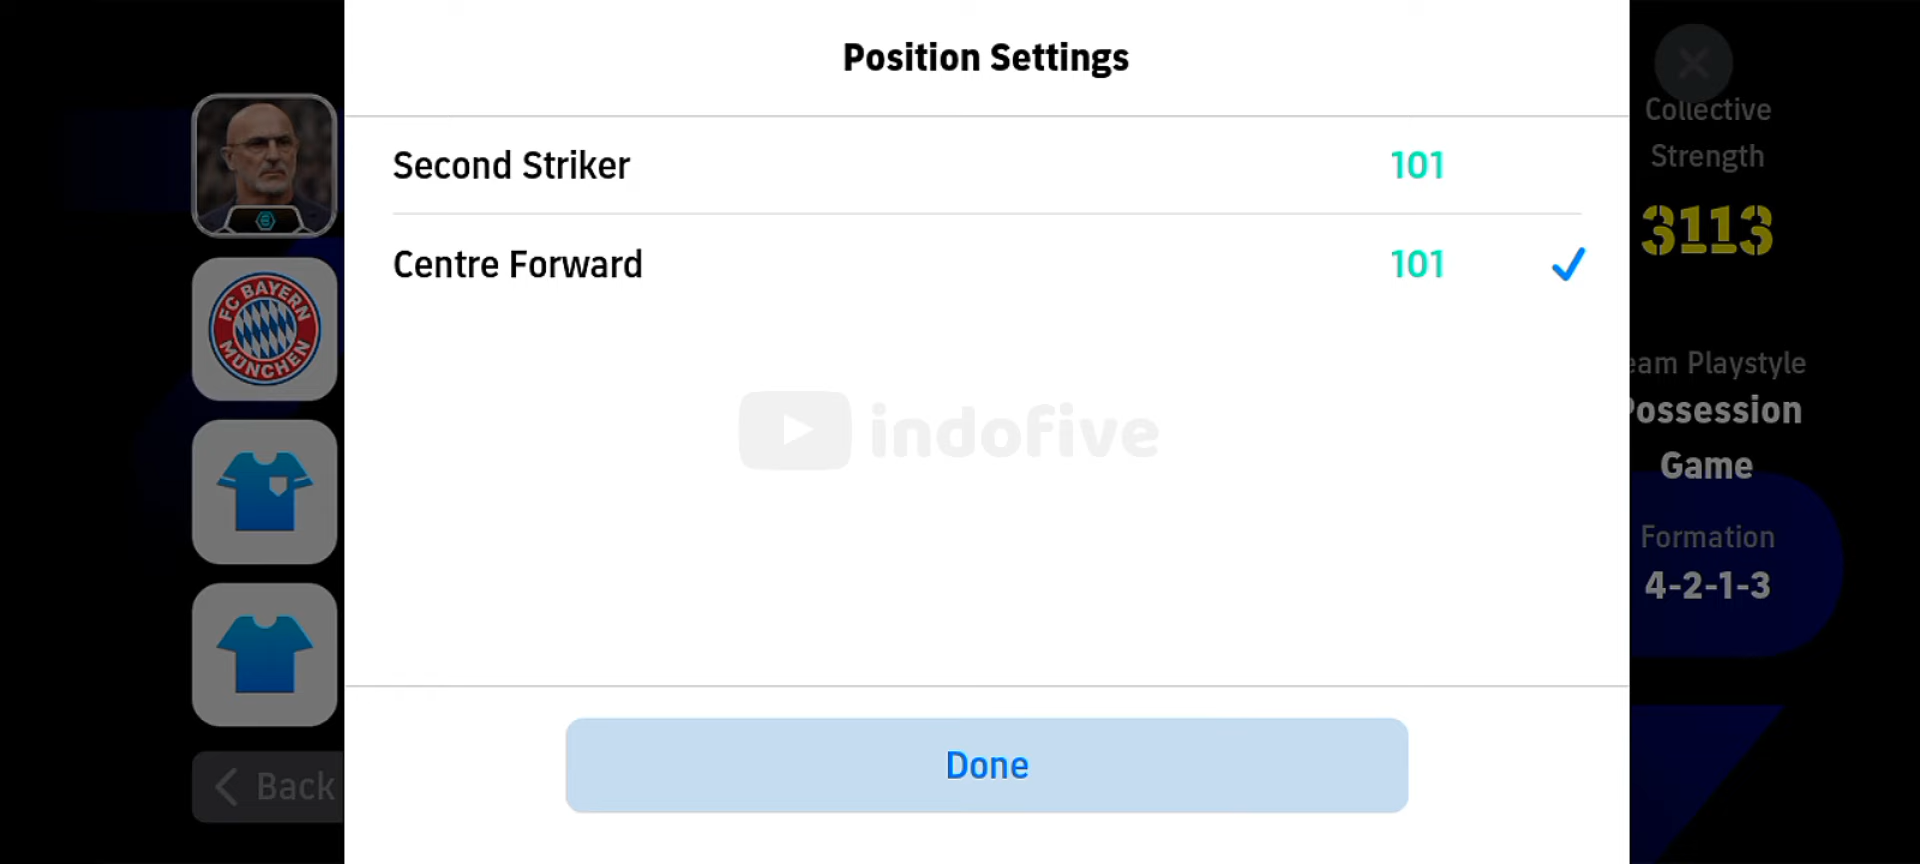 Position Settings
Second Striker 101
Centre Forward 101
indofive
Done
FC BAYERN
MÜNCHEN
Back
Collective
Strength
3113
eam Playstyle
Possession
Game
Formation
4-2-1-3